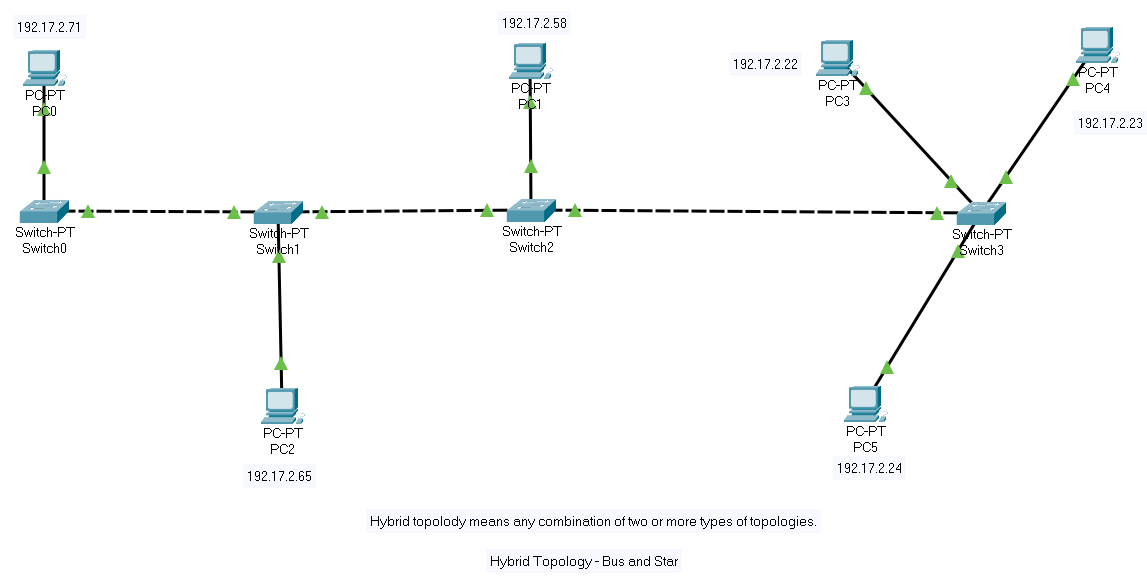 192.17.2.71
192.17.2.58
192.17.2.22
PC-PT
PC0
PC-PT
PC1
PC-PT
PC3
PC-PT
PC4
192.17.2.23
Switch-PT
Switch0
Switch-PT
Switch1
Switch-PT
Switch2
Switch-PT
Switch3
PC-PT
PC2
192.17.2.65
PC-PT
PC5
192.17.2.24
Hybrid topolody means any combination of two or more types of topologies.
Hybrid Topology - Bus and Star